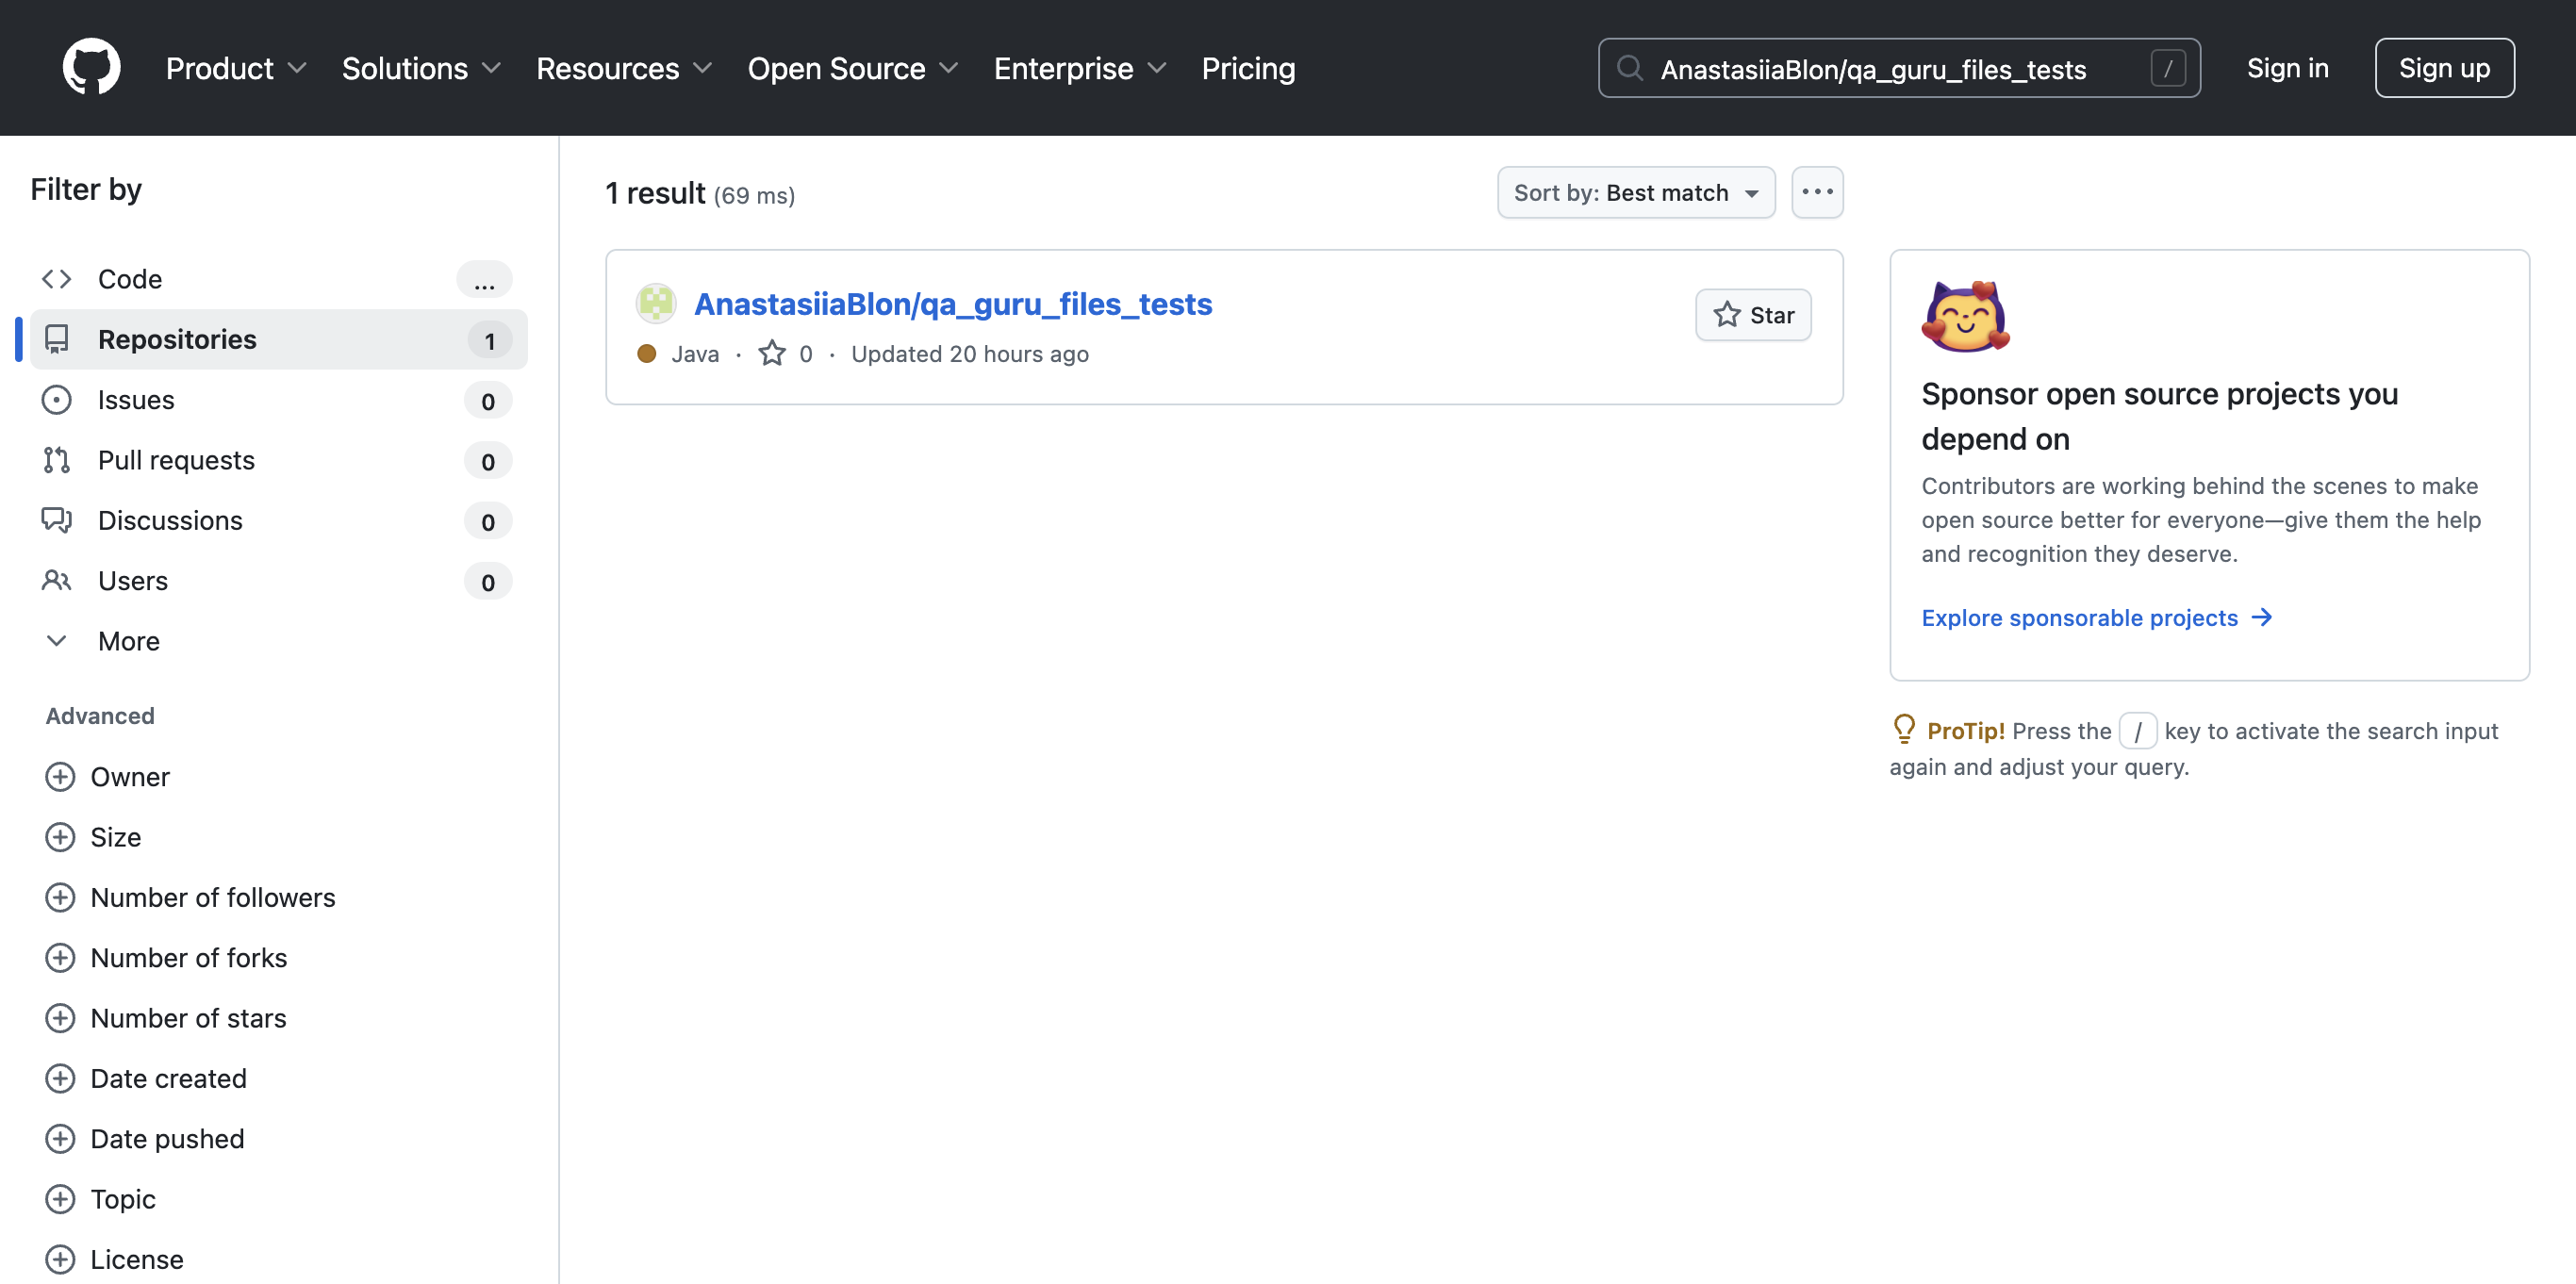 Product Solutions Resources Open Source Enterprise Pricing AnastasiiaBlon/qa_guru_files_tests / Sign in Sign up
Filter by
Code ...
Repositories 1
Issues 0
Pull requests 0
Discussions 0
Users 0
More
Advanced
Owner
Size
Number of followers
Number of forks
Number of stars
Date created
Date pushed
Topic
License
1 result (69 ms)
Sort by: Best match ...
AnastasiiaBlon/qa_guru_files_tests
Star
Java · 0 · Updated 20 hours ago
Sponsor open source projects you
depend on
Contributors are working behind the scenes to make
open source better for everyone—give them the help
and recognition they deserve.
Explore sponsorable projects →
ProTip! Press the / key to activate the search input
again and adjust your query.